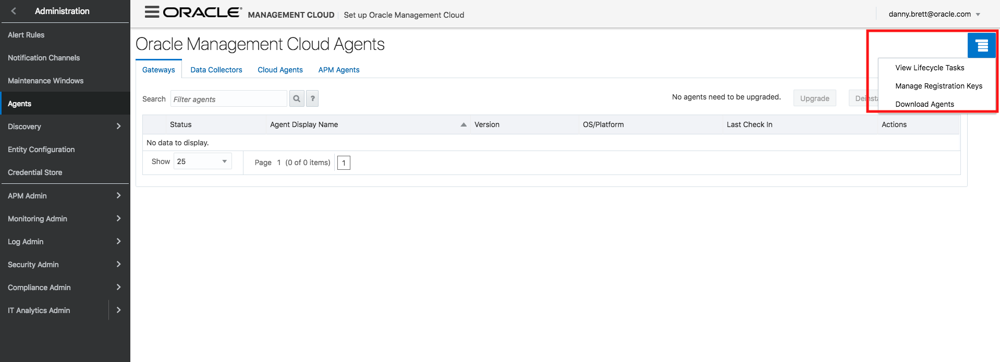 Administration
Alert Rules
Notification Channels
Maintenance Windows
Agents
Discovery
Entity Configuration
Credential Store
APM Admin
Monitoring Admin
Log Admin
Security Admin
Compliance Admin
IT Analytics Admin
ORACLE® MANAGEMENT CLOUD Set up Oracle Management Cloud
danny.brett@oracle.com
Oracle Management Cloud Agents
Gateways Data Collectors Cloud Agents APM Agents
View Lifecycle Tasks
Manage Registration Keys
Download Agents
Search Filter agents ? No agents need to be upgraded. Upgrade Deinsta
Status Agent Display Name Version OS/Platform Last Check In Actions
No data to display.
Show 25 Page 1 (0 of 0 items) 1